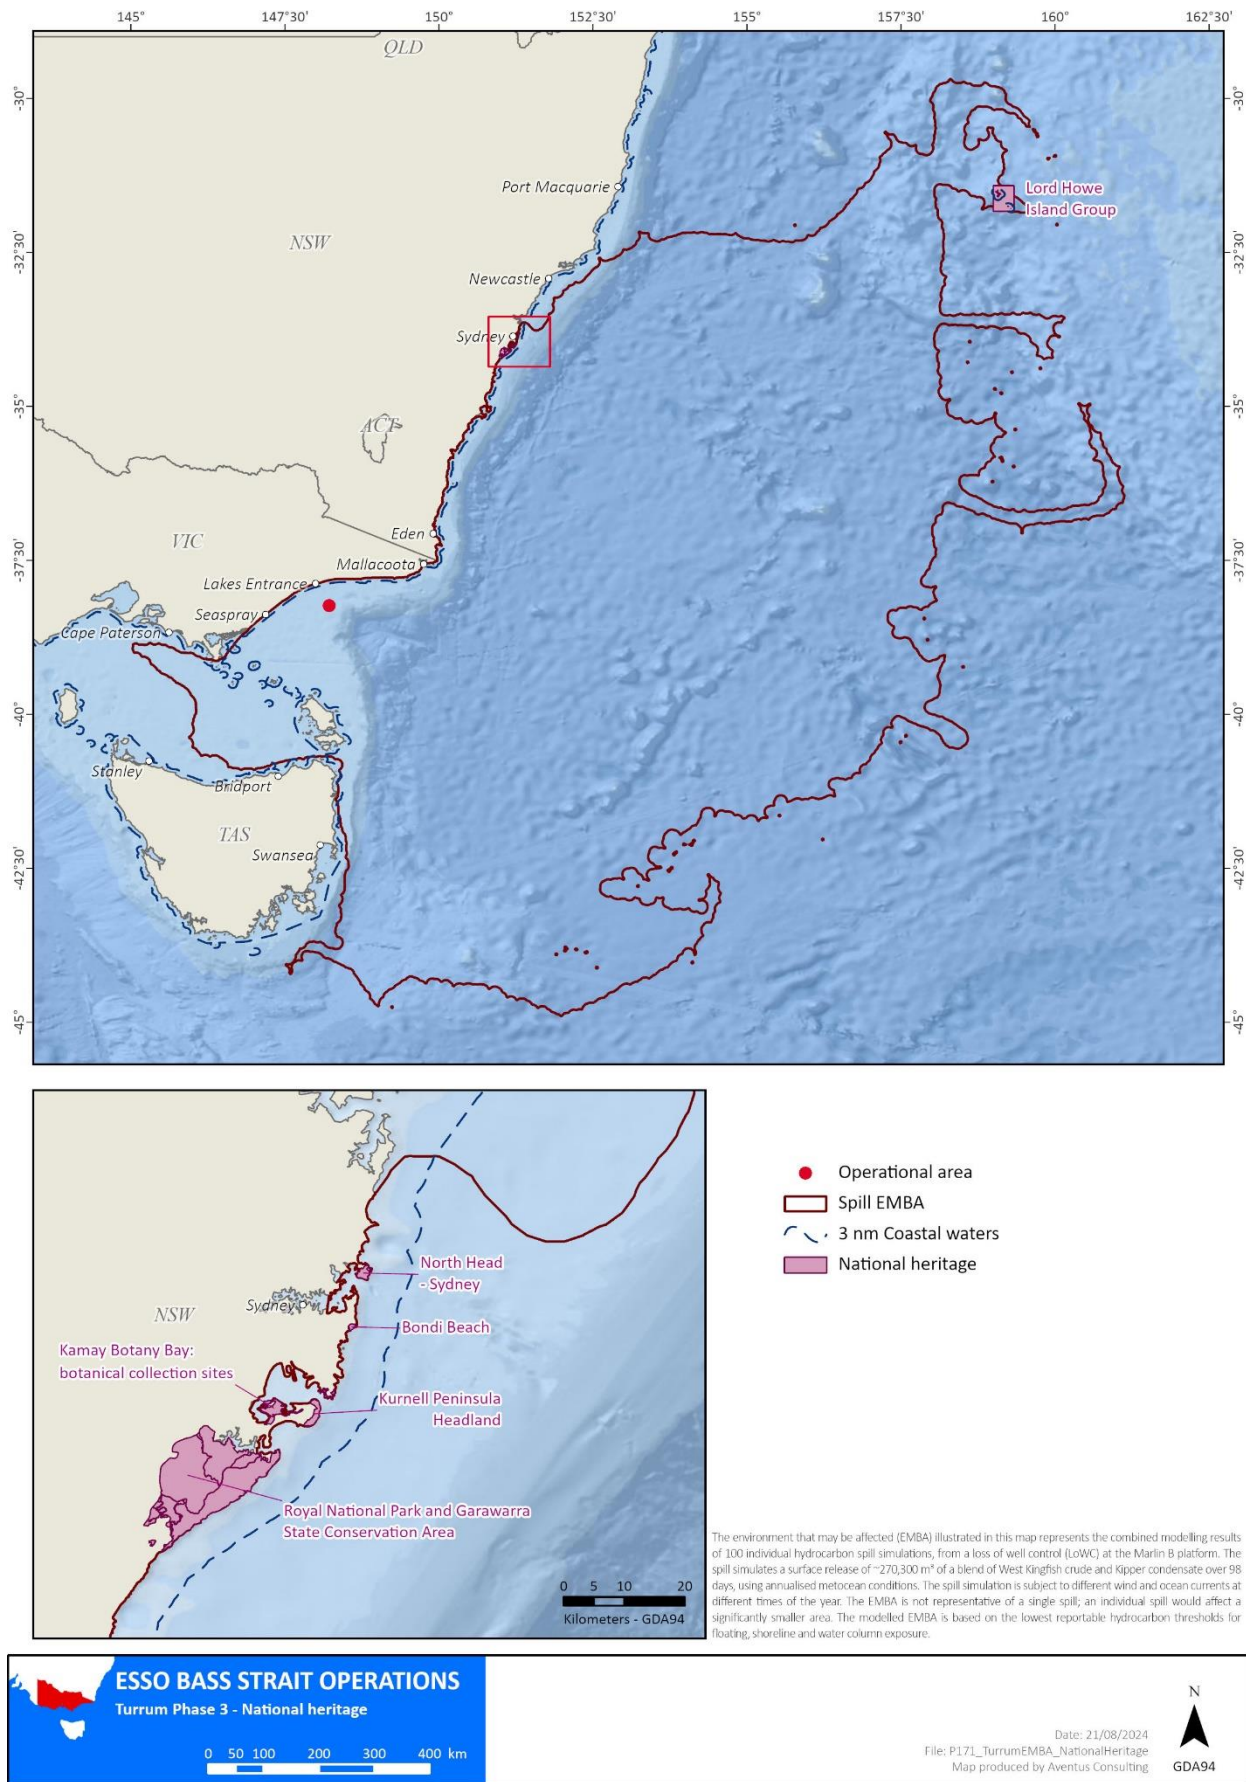 145°
147°30'
150°
152°30'
155°
157°30'
160°
162°30'
-30°
-32°30'
-35°
-37°30'
-40°
-42°30'
-45°
-30°
-32°30'
-35°
-37°30'
-40°
-42°30'
-45°
QLD
Port Macquarie
Lord Howe
Island Group
NSW
Newcastle
Sydney
ACT
Eden
VIC
Mallacoota
Lakes Entrance
Seaspray
Cape Paterson
Stanley
Bridport
TAS
Swansea
North Head
- Sydney
Sydney
NSW
Bondi Beach
Kamay Botany Bay:
botanical collection sites
Kurnell Peninsula
Headland
Royal National Park and Garawarra
State Conservation Area
0 5 10 20
Kilometers - GDA94
Operational area
Spill EMBA
3 nm Coastal waters
National heritage
The environment that may be affected (EMBA) illustrated in this map represents the combined modelling results
of 100 individual hydrocarbon spill simulations, from a loss of well control (LoWC) at the Marlin B platform. The
spill simulates a surface release of ~270,300 m³ of a blend of West Kingfish crude and Kipper condensate over 98
days, using annualised metocean conditions. The spill simulation is subject to different wind and ocean currents at
different times of the year. The EMBA is not representative of a single spill; an individual spill would affect a
significantly smaller area. The modelled EMBA is based on the lowest reportable hydrocarbon thresholds for
floating, shoreline and water column exposure.
ESSO BASS STRAIT OPERATIONS
Turrum Phase 3 - National heritage
0 50 100 200 300 400 km
Date: 21/08/2024
File: P171_TurrumEMBA_NationalHeritage
Map produced by Aventus Consulting
N
GDA94